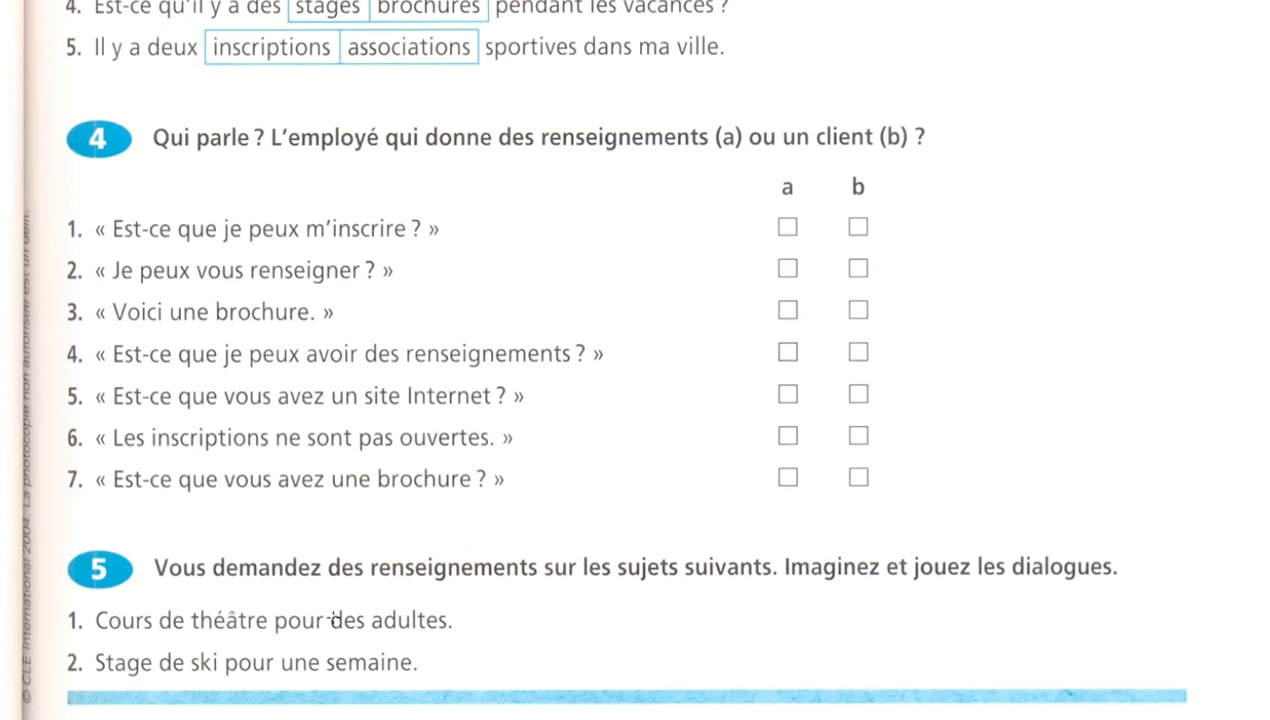 4. Est-ce qu'il y a des stages brochures pendant les vacances ?
5. Il y a deux inscriptions associations sportives dans ma ville.
4 Qui parle ? L'employé qui donne des renseignements (a) ou un client (b) ?
a b
1. « Est-ce que je peux m'inscrire ? »
2. « Je peux vous renseigner ? »
3. « Voici une brochure. »
4. « Est-ce que je peux avoir des renseignements ? »
5. « Est-ce que vous avez un site Internet ? »
6. « Les inscriptions ne sont pas ouvertes. »
7. « Est-ce que vous avez une brochure ? »
5 Vous demandez des renseignements sur les sujets suivants. Imaginez et jouez les dialogues.
1. Cours de théâtre pour des adultes.
2. Stage de ski pour une semaine.
© CLE International 2004. La photocopie non autorisée est un délit.